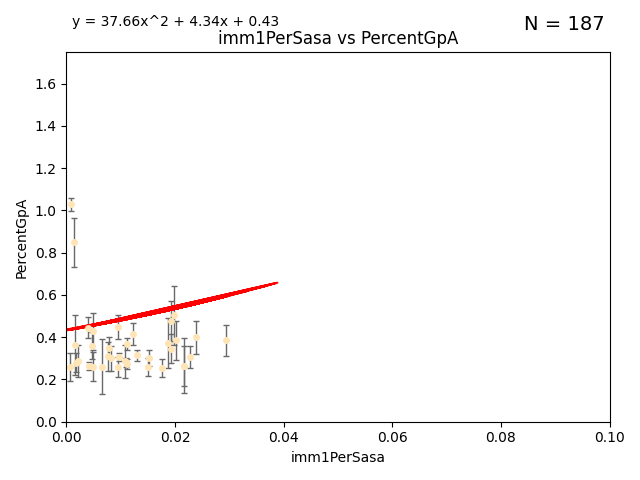 y = 37.66x^2 + 4.34x + 0.43
N = 187
imm1PerSasa vs PercentGpA
1.6
1.4
1.2
1.0
0.8
0.6
0.4
0.2
0.0
PercentGpA
0.00 0.02 0.04 0.06 0.08 0.10
imm1PerSasa